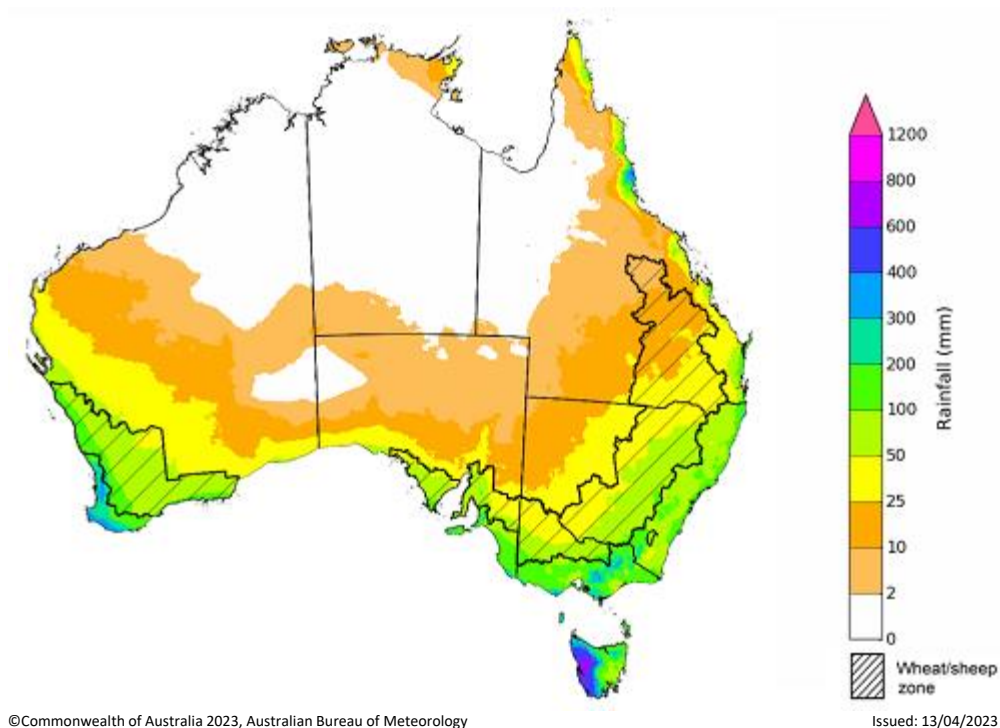 1200
800
600
400
300
200
100
50
25
10
2
0
Rainfall (mm)
Wheat/sheep
zone
©Commonwealth of Australia 2023, Australian Bureau of Meteorology
Issued: 13/04/2023